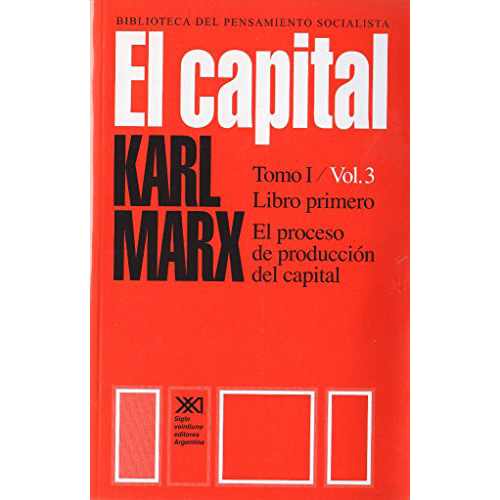 BIBLIOTECA DEL PENSAMIENTO SOCIALISTA
El capital
KARL
MARX
Tomo I / Vol. 3
Libro primero
El proceso
de producción
del capital
Siglo
veintiuno
editores
Argentina